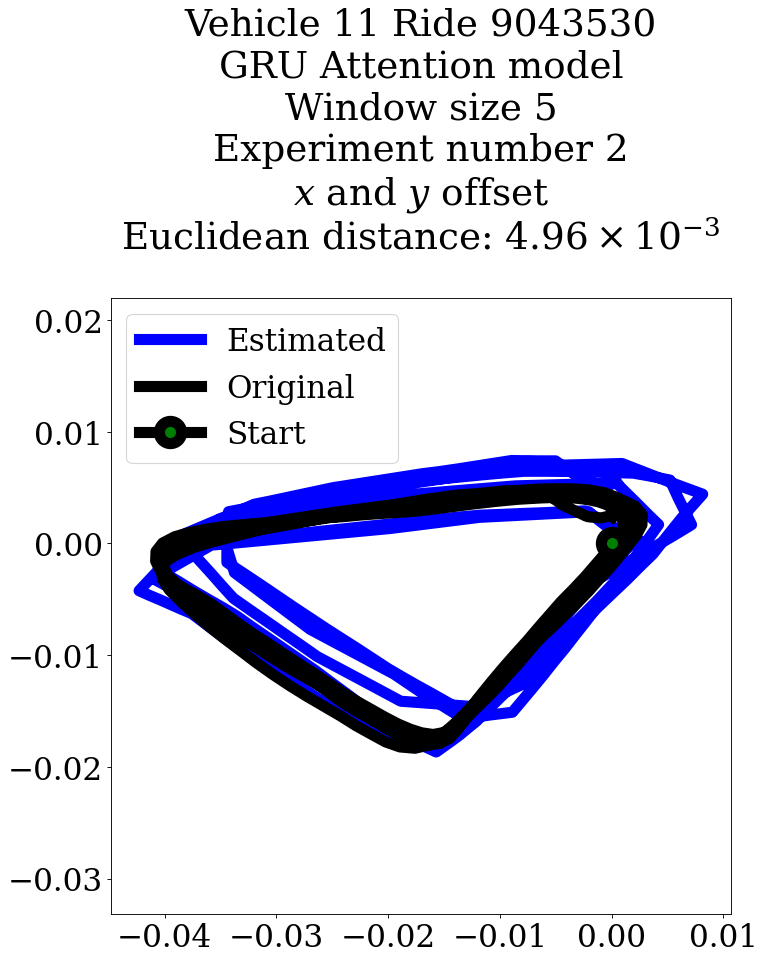 Vehicle 11 Ride 9043530
GRU Attention model
Window size 5
Experiment number 2
x and y offset
Euclidean distance: 4.96 × 10⁻³
Estimated
Original
Start
0.02
0.01
0.00
−0.01
−0.02
−0.03
−0.04 −0.03 −0.02 −0.01 0.00 0.01